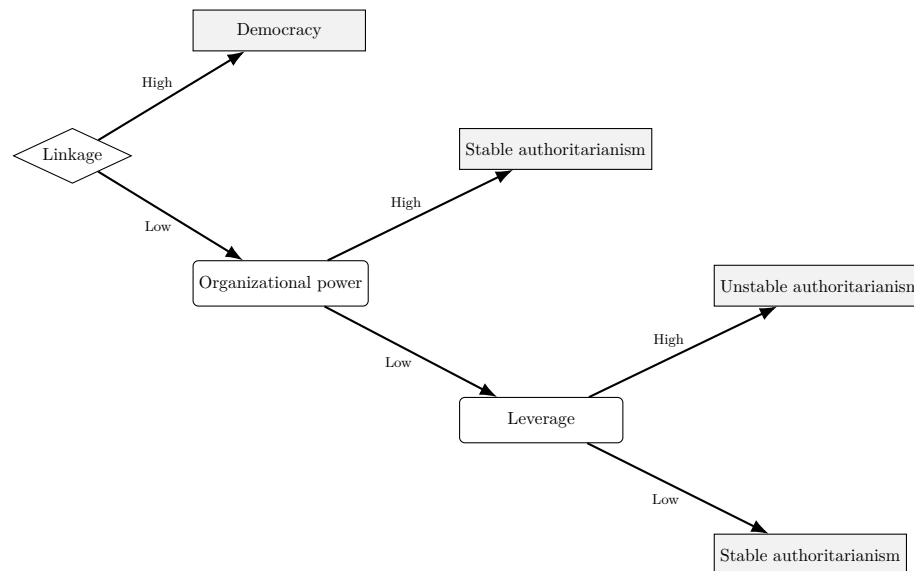 Democracy
High
Linkage
Stable authoritarianism
High
Low
Organizational power
Unstable authoritarianism
High
Low
Leverage
Low
Stable authoritarianism